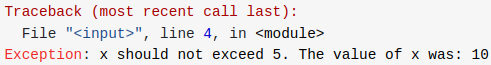 Traceback (most recent call last):
  File "<input>", line 4, in <module>
Exception: x should not exceed 5. The value of x was: 10